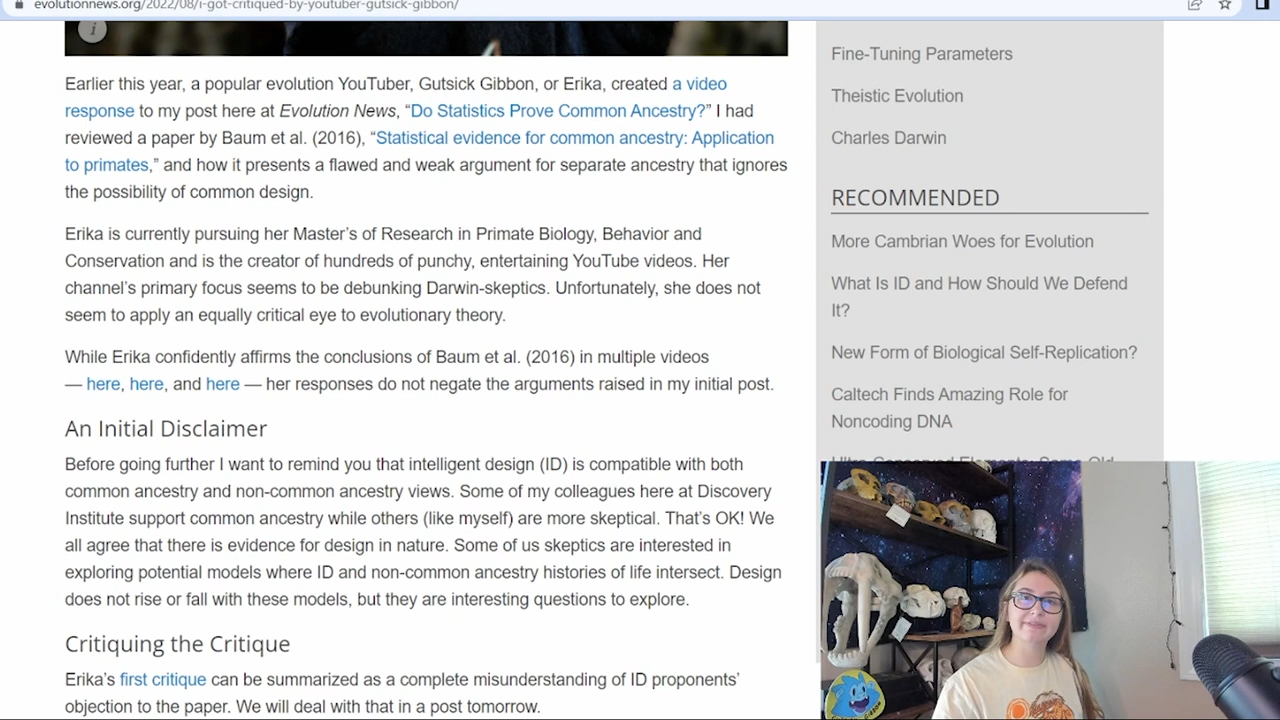 evolutionnews.org/2022/08/i-got-critiqued-by-youtuber-gutsick-gibbon/
Earlier this year, a popular evolution YouTuber, Gutsick Gibbon, or Erika, created a video
response to my post here at Evolution News, “Do Statistics Prove Common Ancestry?” I had
reviewed a paper by Baum et al. (2016), “Statistical evidence for common ancestry: Application
to primates,” and how it presents a flawed and weak argument for separate ancestry that ignores
the possibility of common design.
Erika is currently pursuing her Master’s of Research in Primate Biology, Behavior and
Conservation and is the creator of hundreds of punchy, entertaining YouTube videos. Her
channel’s primary focus seems to be debunking Darwin-skeptics. Unfortunately, she does not
seem to apply an equally critical eye to evolutionary theory.
While Erika confidently affirms the conclusions of Baum et al. (2016) in multiple videos
— here, here, and here — her responses do not negate the arguments raised in my initial post.
An Initial Disclaimer
Before going further I want to remind you that intelligent design (ID) is compatible with both
common ancestry and non-common ancestry views. Some of my colleagues here at Discovery
Institute support common ancestry while others (like myself) are more skeptical. That’s OK! We
all agree that there is evidence for design in nature. Some of us skeptics are interested in
exploring potential models where ID and non-common ancestry histories of life intersect. Design
does not rise or fall with these models, but they are interesting questions to explore.
Critiquing the Critique
Erika’s first critique can be summarized as a complete misunderstanding of ID proponents’
objection to the paper. We will deal with that in a post tomorrow.
Fine-Tuning Parameters
Theistic Evolution
Charles Darwin
RECOMMENDED
More Cambrian Woes for Evolution
What Is ID and How Should We Defend
It?
New Form of Biological Self-Replication?
Caltech Finds Amazing Role for
Noncoding DNA